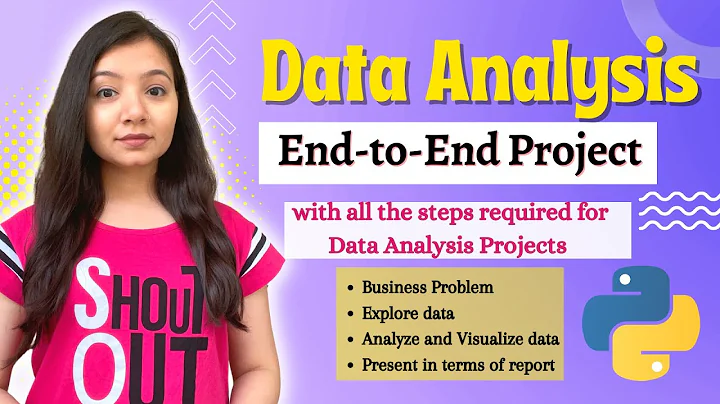 Data Analysis
End-to-End Project
with all the steps required for
Data Analysis Projects
• Business Problem
• Explore data
• Analyze and Visualize data
• Present in terms of report
SHOUT
OUT